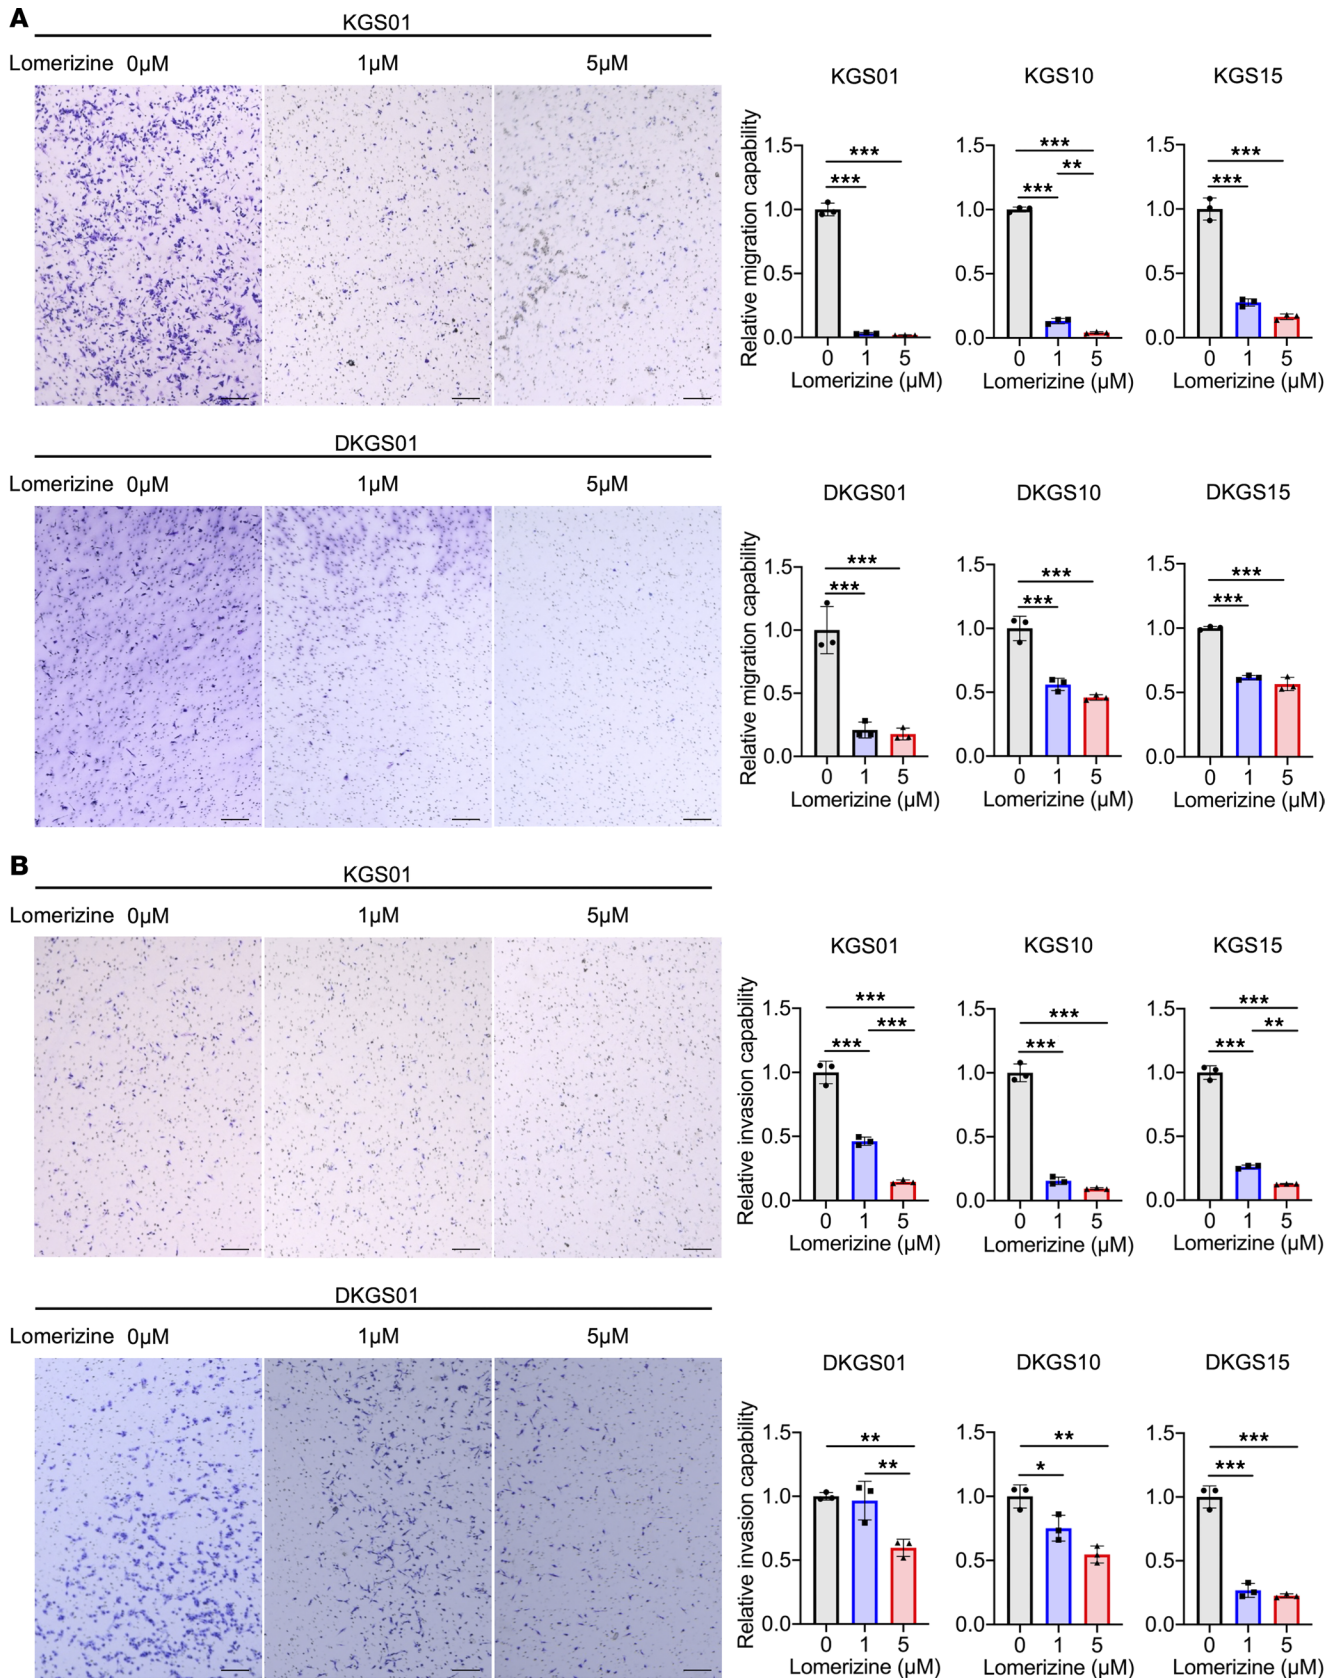 A
KGS01
Lomerizine 0µM 1µM 5µM
KGS01 KGS10 KGS15
Relative migration capability
1.5 1.0 0.5 0.0
*** ***
0 1 5
Lomerizine (µM)
1.5 1.0 0.5 0.0
*** ** ***
0 1 5
Lomerizine (µM)
1.5 1.0 0.5 0.0
*** ***
0 1 5
Lomerizine (µM)
DKGS01
Lomerizine 0µM 1µM 5µM
DKGS01 DKGS10 DKGS15
Relative migration capability
1.5 1.0 0.5 0.0
*** ***
0 1 5
Lomerizine (µM)
1.5 1.0 0.5 0.0
*** ***
0 1 5
Lomerizine (µM)
1.5 1.0 0.5 0.0
*** ***
0 1 5
Lomerizine (µM)
B
KGS01
Lomerizine 0µM 1µM 5µM
KGS01 KGS10 KGS15
Relative invasion capability
1.5 1.0 0.5 0.0
*** *** ***
0 1 5
Lomerizine (µM)
1.5 1.0 0.5 0.0
*** ***
0 1 5
Lomerizine (µM)
1.5 1.0 0.5 0.0
*** ** ***
0 1 5
Lomerizine (µM)
DKGS01
Lomerizine 0µM 1µM 5µM
DKGS01 DKGS10 DKGS15
Relative invasion capability
1.5 1.0 0.5 0.0
** **
0 1 5
Lomerizine (µM)
1.5 1.0 0.5 0.0
** *
0 1 5
Lomerizine (µM)
1.5 1.0 0.5 0.0
*** ***
0 1 5
Lomerizine (µM)